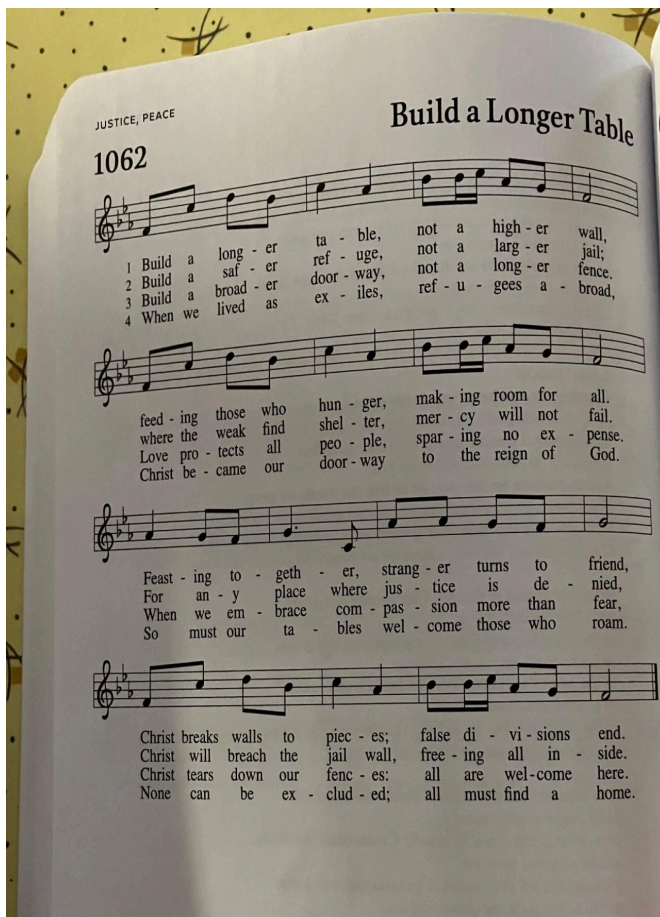 JUSTICE, PEACE
Build a Longer Table
1062
1 Build a long - er ta - ble, not a high - er wall,
2 Build a saf - er ref - uge, not a larg - er jail;
3 Build a broad - er door - way, not a long - er fence.
4 When we lived as ex - iles, ref - u - gees a - broad,
feed - ing those who hun - ger, mak - ing room for all.
where the weak find shel - ter, mer - cy will not fail.
Love pro - tects all peo - ple, spar - ing no ex - pense.
Christ be - came our door - way to the reign of God.
Feast - ing to - geth - er, strang - er turns to friend,
For an - y place where jus - tice is de - nied,
When we em - brace com - pas - sion more than fear,
So must our ta - bles wel - come those who roam.
Christ breaks walls to piec - es; false di - vi - sions end.
Christ will breach the jail wall, free - ing all in - side.
Christ tears down our fenc - es: all are wel - come here.
None can be ex - clud - ed; all must find a home.